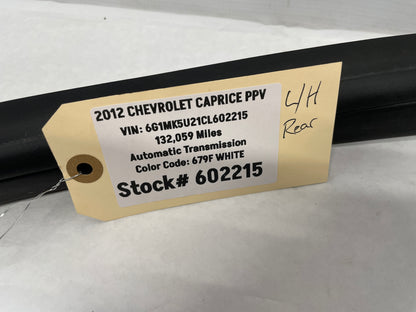 2012 CHEVROLET CAPRICE PPV
VIN: 6G1MK5U21CL602215
132,059 Miles
Automatic Transmission
Color Code: 679F WHITE
Stock# 602215
L/H
Rear